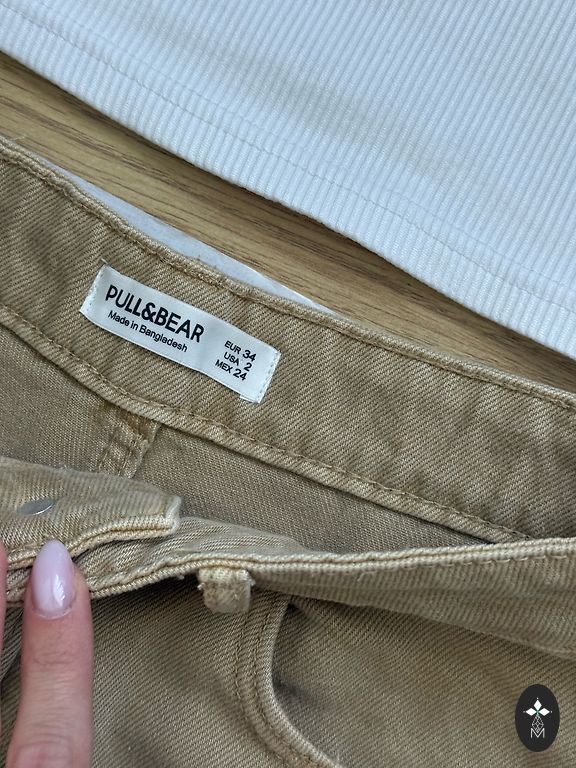 PULL&BEAR
Made in Bangladesh
EUR 34
USA 2
MEX 24
M